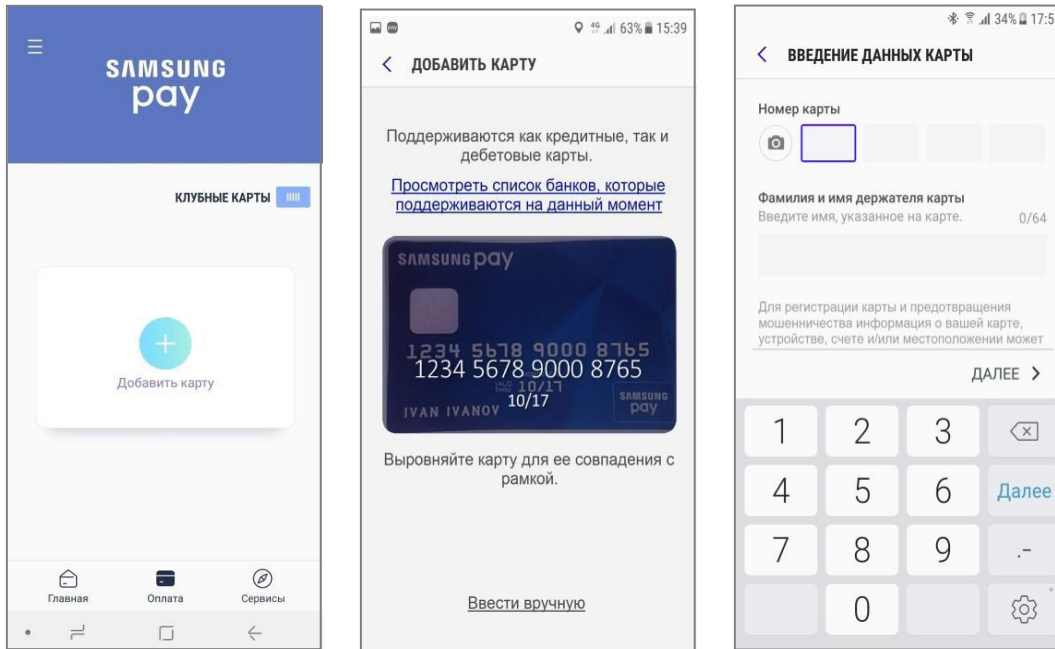 SAMSUNG
pay
КЛУБНЫЕ КАРТЫ
Добавить карту
Главная
Оплата
Сервисы
pay
4G 63% 15:39
ДОБАВИТЬ КАРТУ
Поддерживаются как кредитные, так и
дебетовые карты.
Просмотреть список банков, которые
поддерживаются на данный момент
SAMSUNG pay
1234 5678 9000 8765
1234 5678 9000 8765
VALID THRU 10/17
10/17
IVAN IVANOV
SAMSUNG
pay
Выровняйте карту для ее совпадения с
рамкой.
Ввести вручную
34% 17:5
ВВЕДЕНИЕ ДАННЫХ КАРТЫ
Номер карты
Фамилия и имя держателя карты
Введите имя, указанное на карте. 0/64
Для регистрации карты и предотвращения
мошенничества информация о вашей карте,
устройстве, счете и/или местоположении может
ДАЛЕЕ
1 2 3
4 5 6 Далее
7 8 9 .-
0